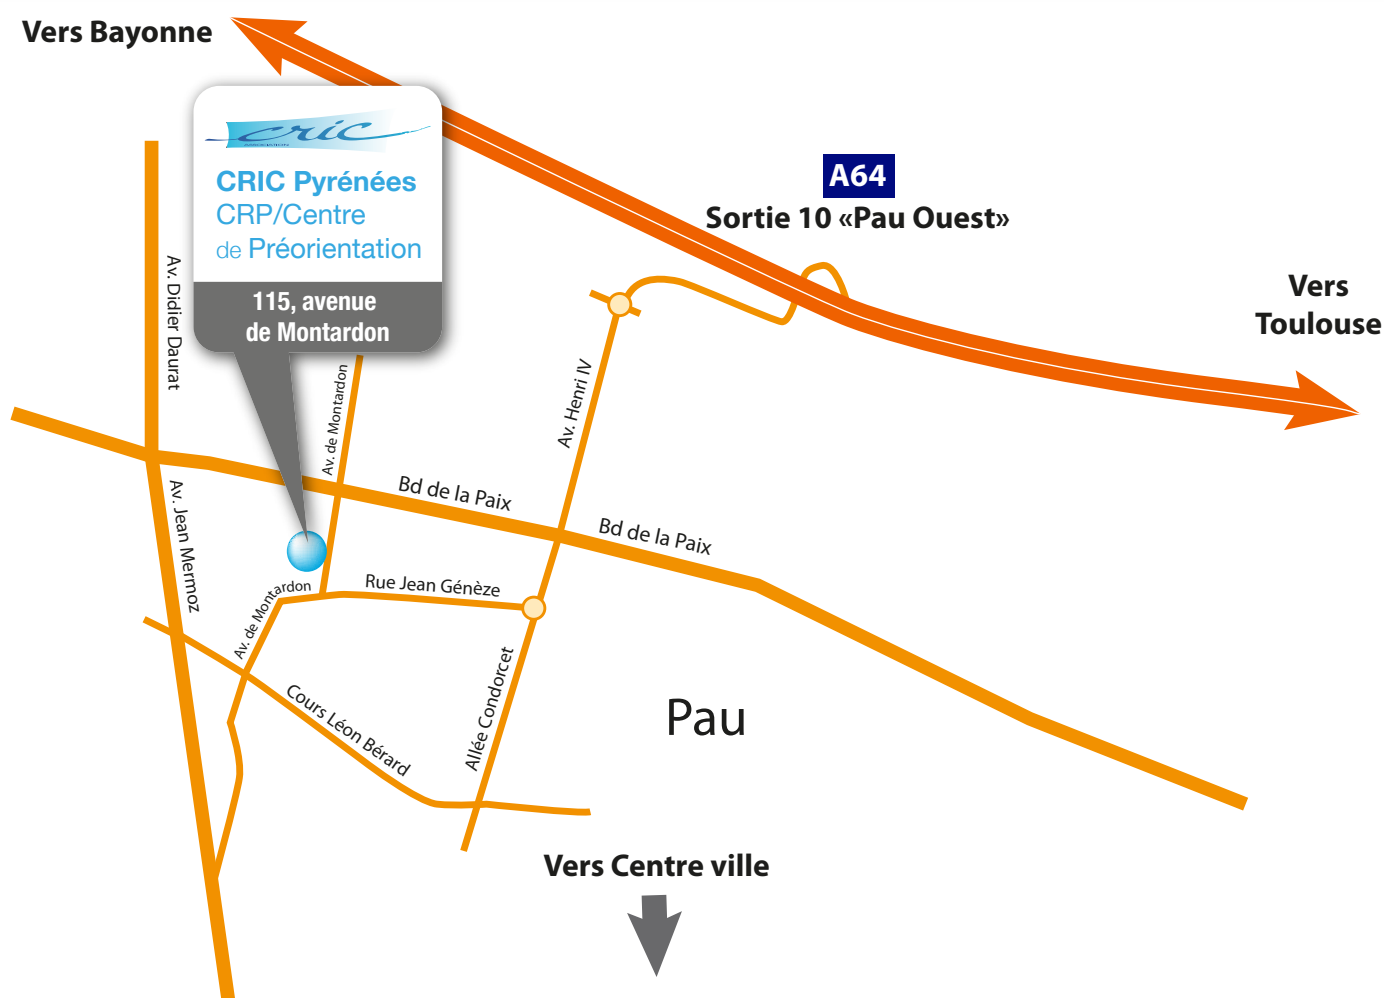 Vers Bayonne
cric
ASSOCIATION
CRIC Pyrénées
CRP/Centre
de Préorientation
115, avenue
de Montardon
A64
Sortie 10 «Pau Ouest»
Vers
Toulouse
Av. Didier Daurat
Av. de Montardon
Av. Henri IV
Bd de la Paix
Bd de la Paix
Av. Jean Mermoz
Av. de Montardon
Rue Jean Génèze
Cours Léon Bérard
Allée Condorcet
Pau
Vers Centre ville